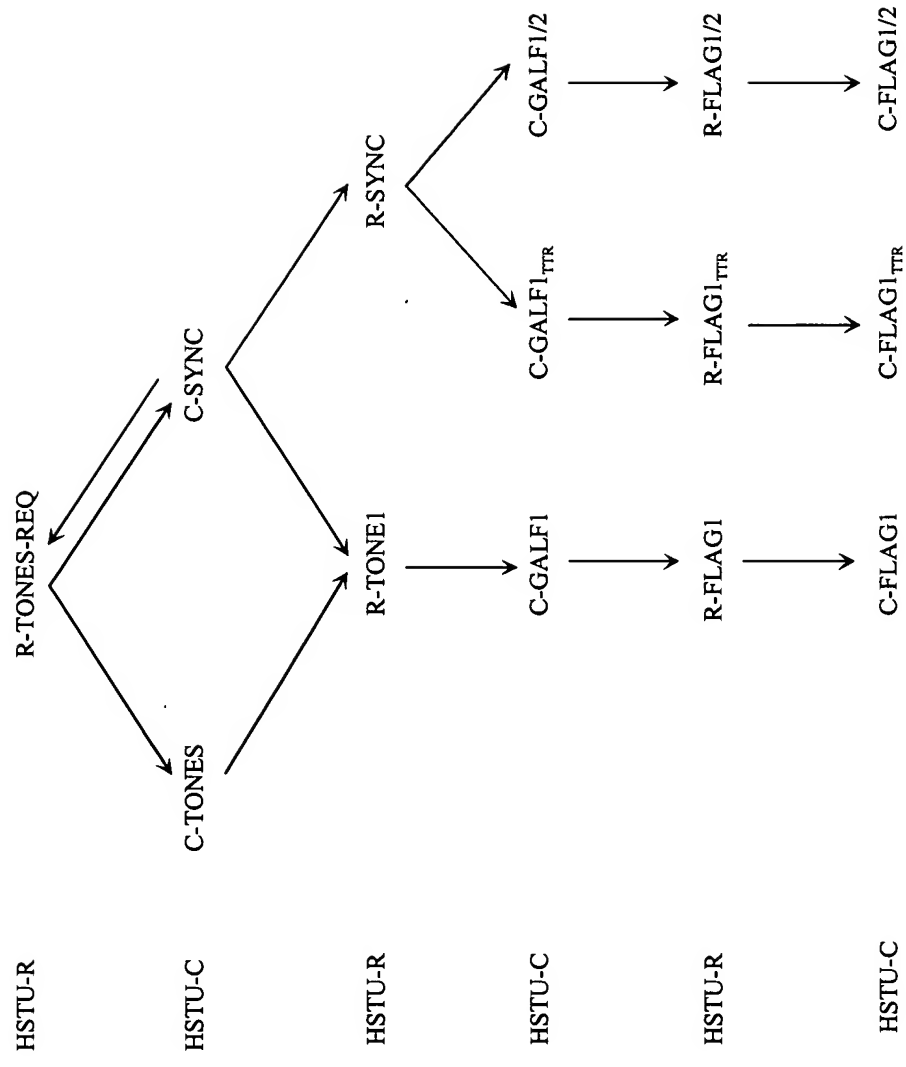 HSTU-R R-TONES-REQ
HSTU-C C-TONES C-SYNC
HSTU-R R-TONE1 R-SYNC
HSTU-C C-GALF1 C-GALF1TTR C-GALF1/2
HSTU-R R-FLAG1 R-FLAG1TTR R-FLAG1/2
HSTU-C C-FLAG1 C-FLAG1TTR C-FLAG1/2